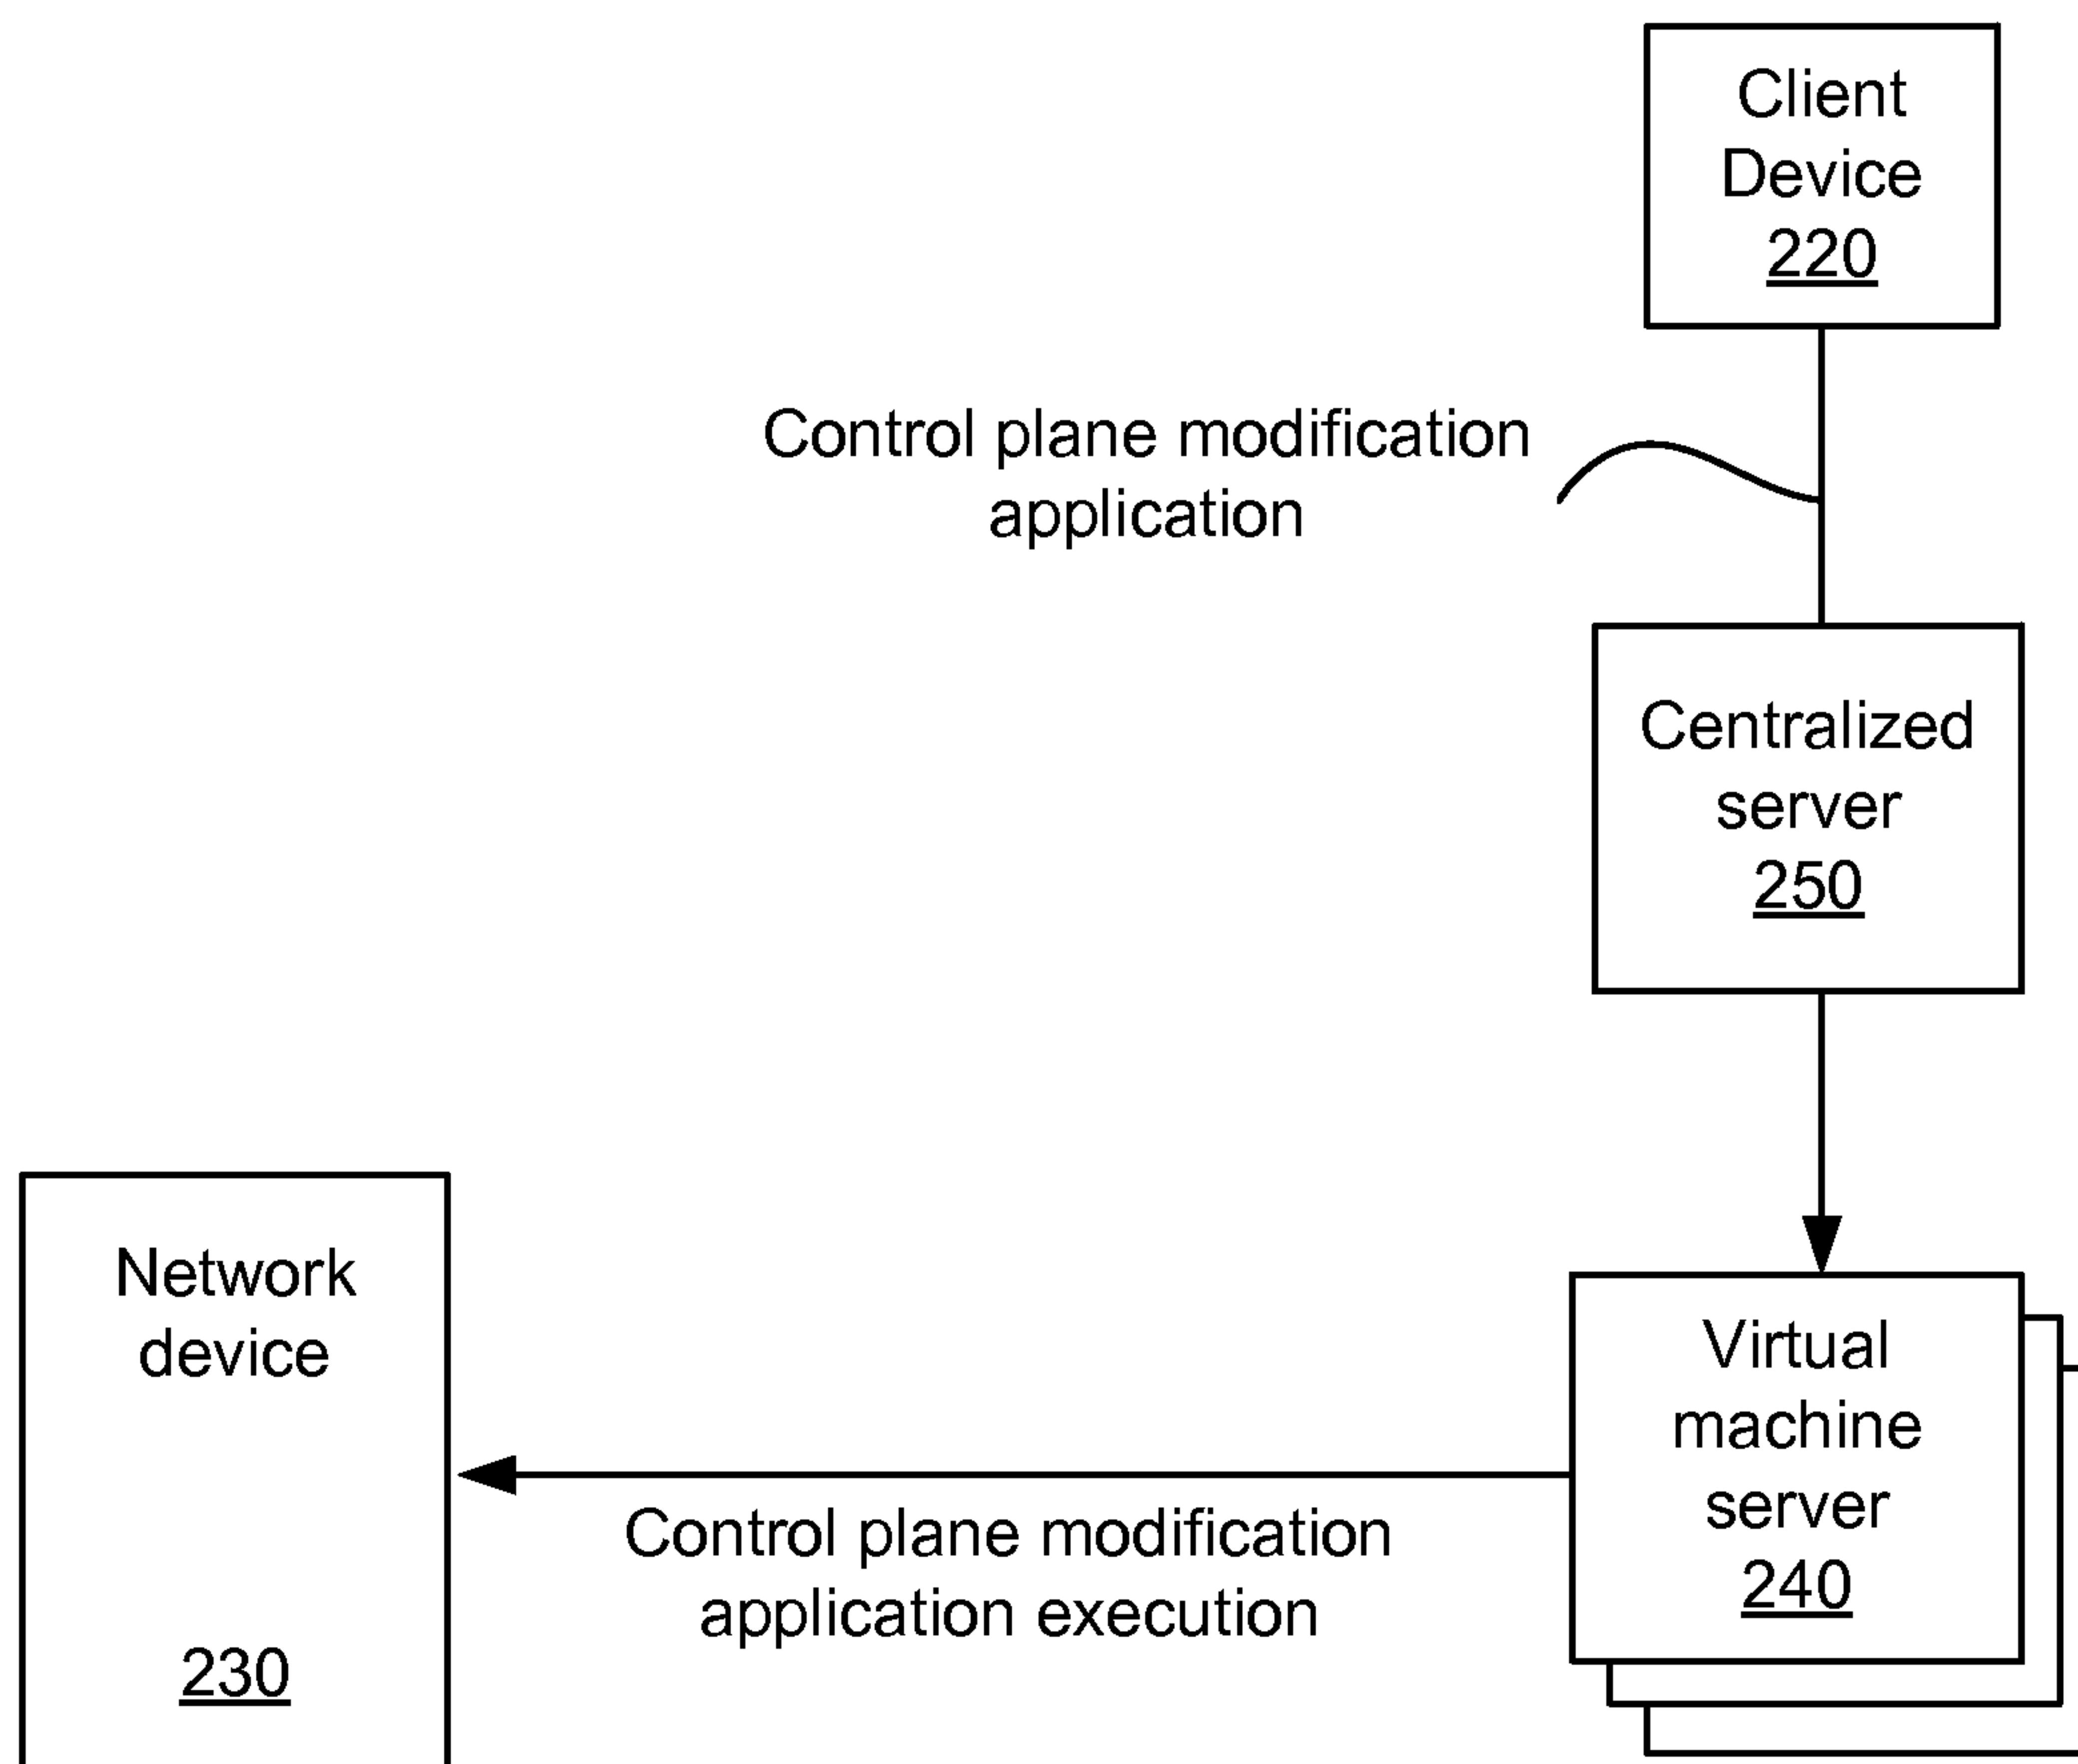 Client
Device
220
Control plane modification
application
Centralized
server
250
Network
device
230
Virtual
machine
server
240
Control plane modification
application execution